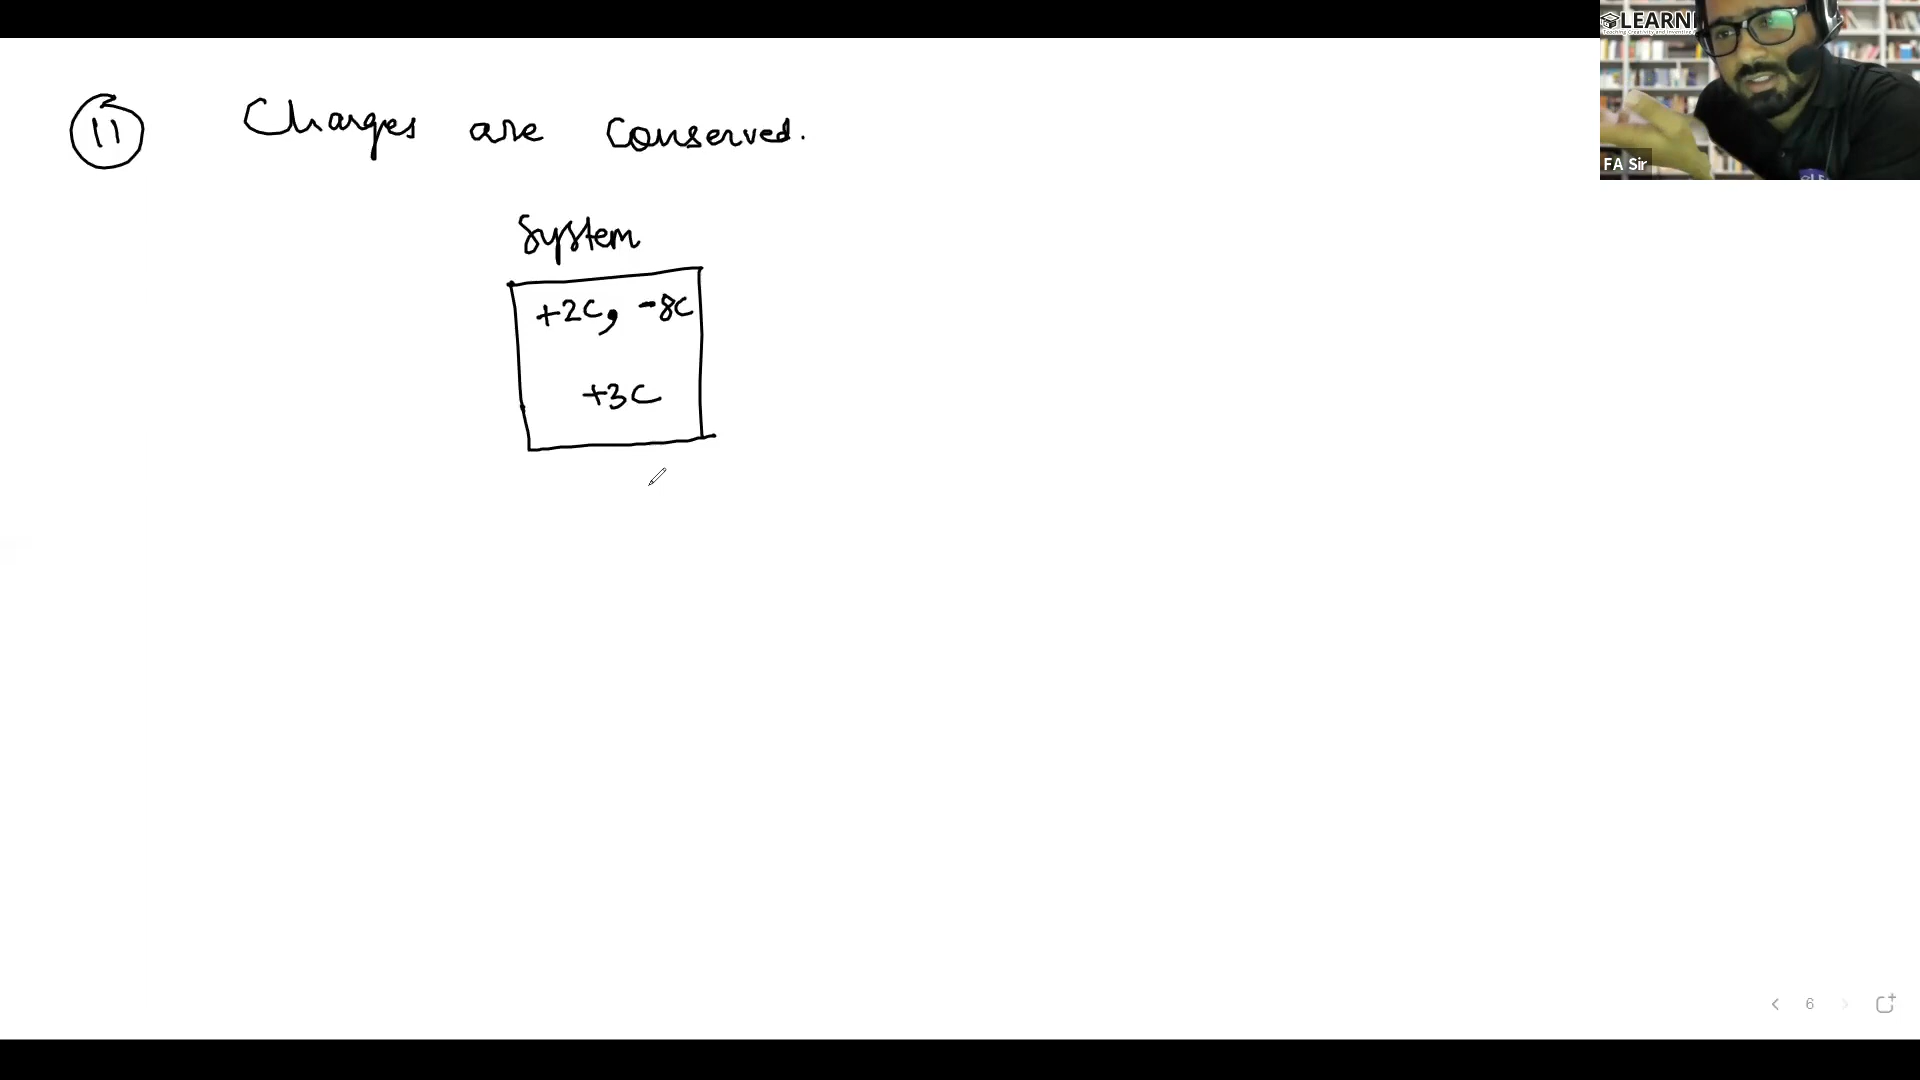 11 Charges are conserved.
System
+2C, -8C
+3C
LEARN
FA Sir
6